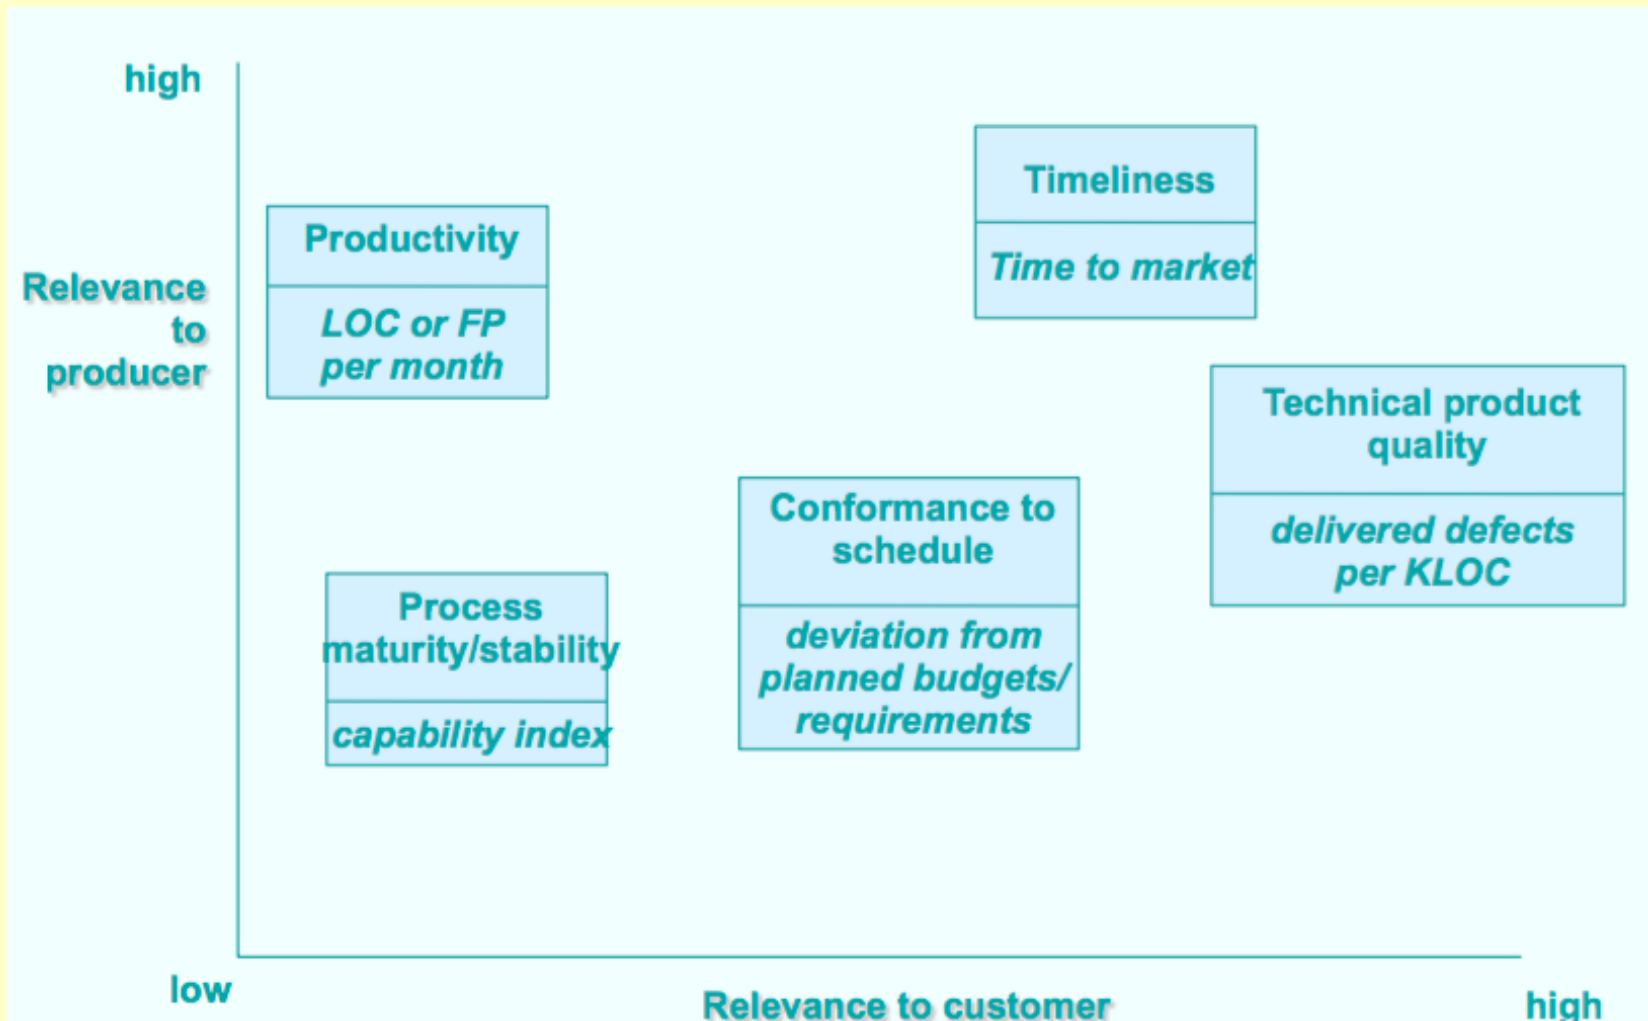 high
Timeliness
Time to market
Productivity
LOC or FP
per month
Relevance
to
producer
Technical product
quality
delivered defects
per KLOC
Conformance to
schedule
deviation from
planned budgets/
requirements
Process
maturity/stability
capability index
low
Relevance to customer
high